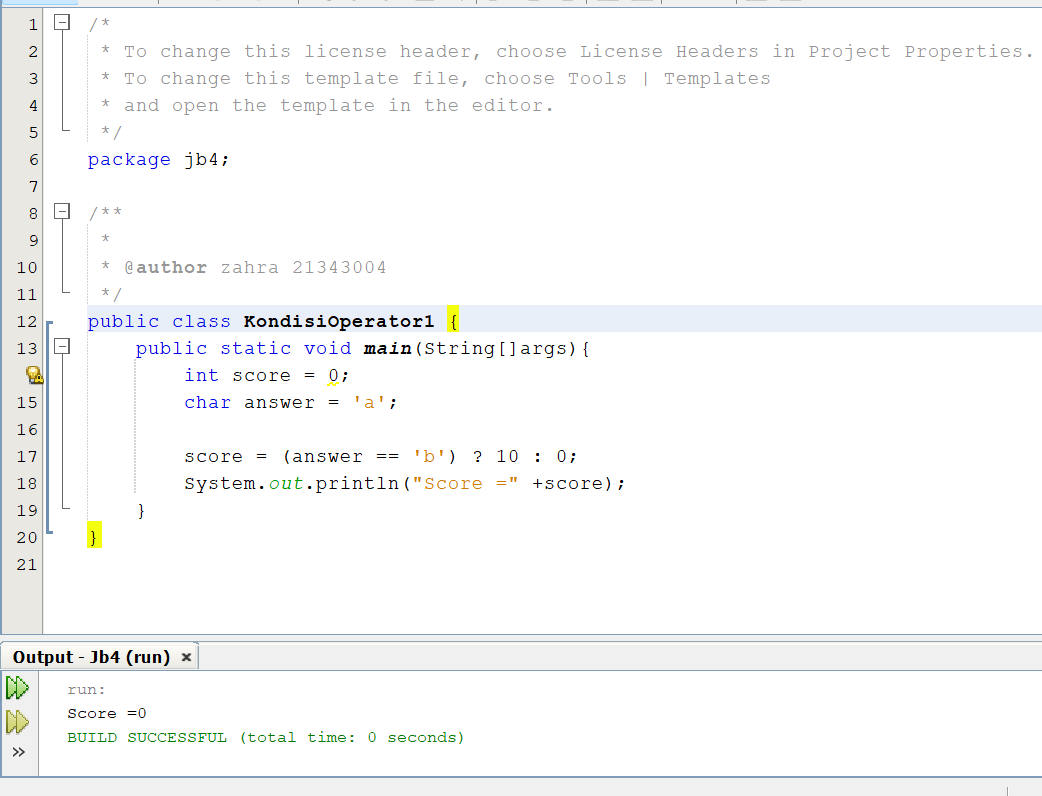 1 /*
2  * To change this license header, choose License Headers in Project Properties.
3  * To change this template file, choose Tools | Templates
4  * and open the template in the editor.
5  */
6 package jb4;
7
8 /**
9  *
10  * @author zahra 21343004
11  */
12 public class KondisiOperator1 {
13     public static void main(String[]args){
        int score = 0;
15         char answer = 'a';
16
17         score = (answer == 'b') ? 10 : 0;
18         System.out.println("Score =" +score);
19     }
20 }
21
Output - Jb4 (run) ×
run:
Score =0
BUILD SUCCESSFUL (total time: 0 seconds)